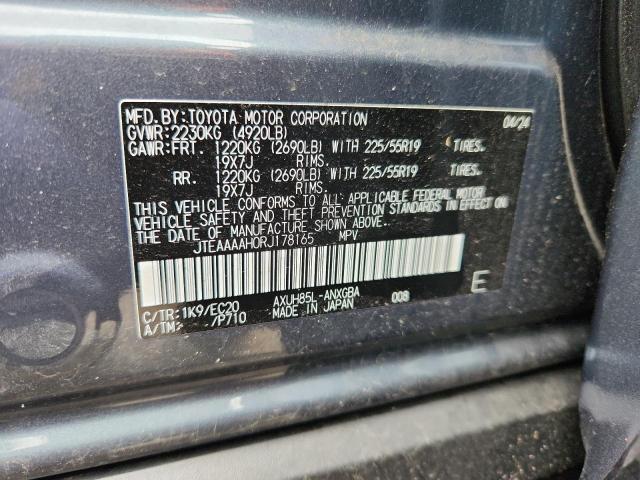 MFD.BY:TOYOTA MOTOR CORPORATION 04/24
GVWR:2230KG (4920LB)
GAWR:FRT. 1220KG (2690LB) WITH 225/55R19 TIRES.
19X7J RIMS.
RR. 1220KG (2690LB) WITH 225/55R19 TIRES.
19X7J RIMS.
THIS VEHICLE CONFORMS TO ALL APPLICABLE FEDERAL MOTOR
VEHICLE SAFETY AND THEFT PREVENTION STANDARDS IN EFFECT ON
THE DATE OF MANUFACTURE SHOWN ABOVE.
JTEAAAAH0RJ178165 MPV
C/TR:1K9/EC20 AXUH85L-ANXGBA 008 E
A/TM: -/P710 MADE IN JAPAN